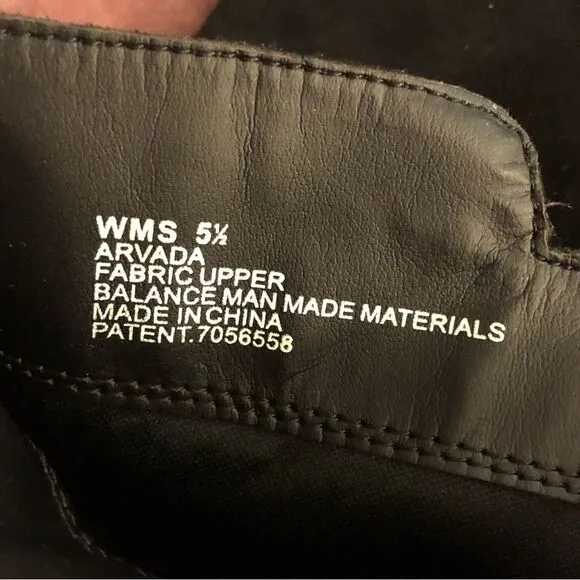 WMS 5½
ARVADA
FABRIC UPPER
BALANCE MAN MADE MATERIALS
MADE IN CHINA
PATENT.7056558